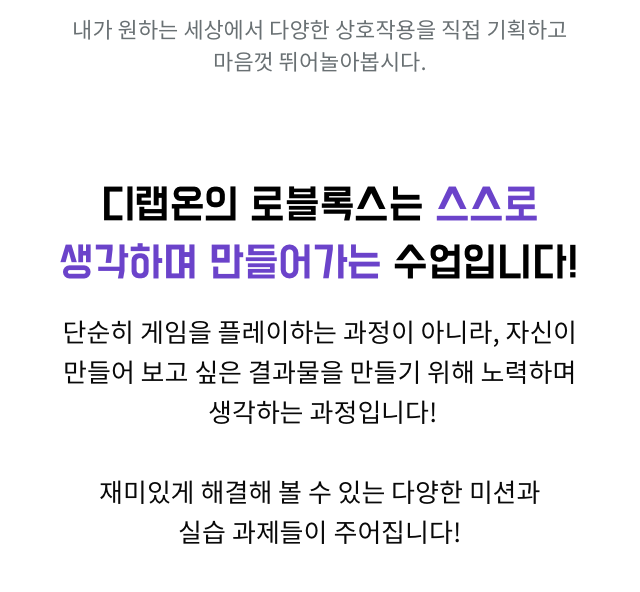 내가 원하는 세상에서 다양한 상호작용을 직접 기획하고
마음껏 뛰어놀아봅시다.
디랩온의 로블록스는 스스로
생각하며 만들어가는 수업입니다!
단순히 게임을 플레이하는 과정이 아니라, 자신이
만들어 보고 싶은 결과물을 만들기 위해 노력하며
생각하는 과정입니다!
재미있게 해결해 볼 수 있는 다양한 미션과
실습 과제들이 주어집니다!